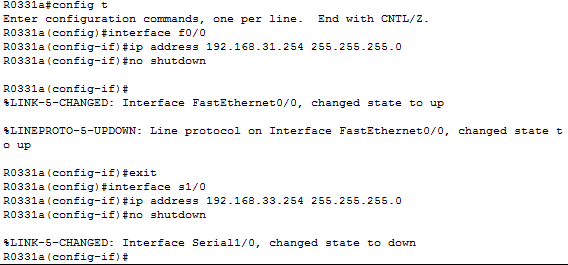 R0331a#config t
Enter configuration commands, one per line.  End with CNTL/Z.
R0331a(config)#interface f0/0
R0331a(config-if)#ip address 192.168.31.254 255.255.255.0
R0331a(config-if)#no shutdown
R0331a(config-if)#
%LINK-5-CHANGED: Interface FastEthernet0/0, changed state to up
%LINEPROTO-5-UPDOWN: Line protocol on Interface FastEthernet0/0, changed state t
o up
R0331a(config-if)#exit
R0331a(config)#interface s1/0
R0331a(config-if)#ip address 192.168.33.254 255.255.255.0
R0331a(config-if)#no shutdown
%LINK-5-CHANGED: Interface Serial1/0, changed state to down
R0331a(config-if)#